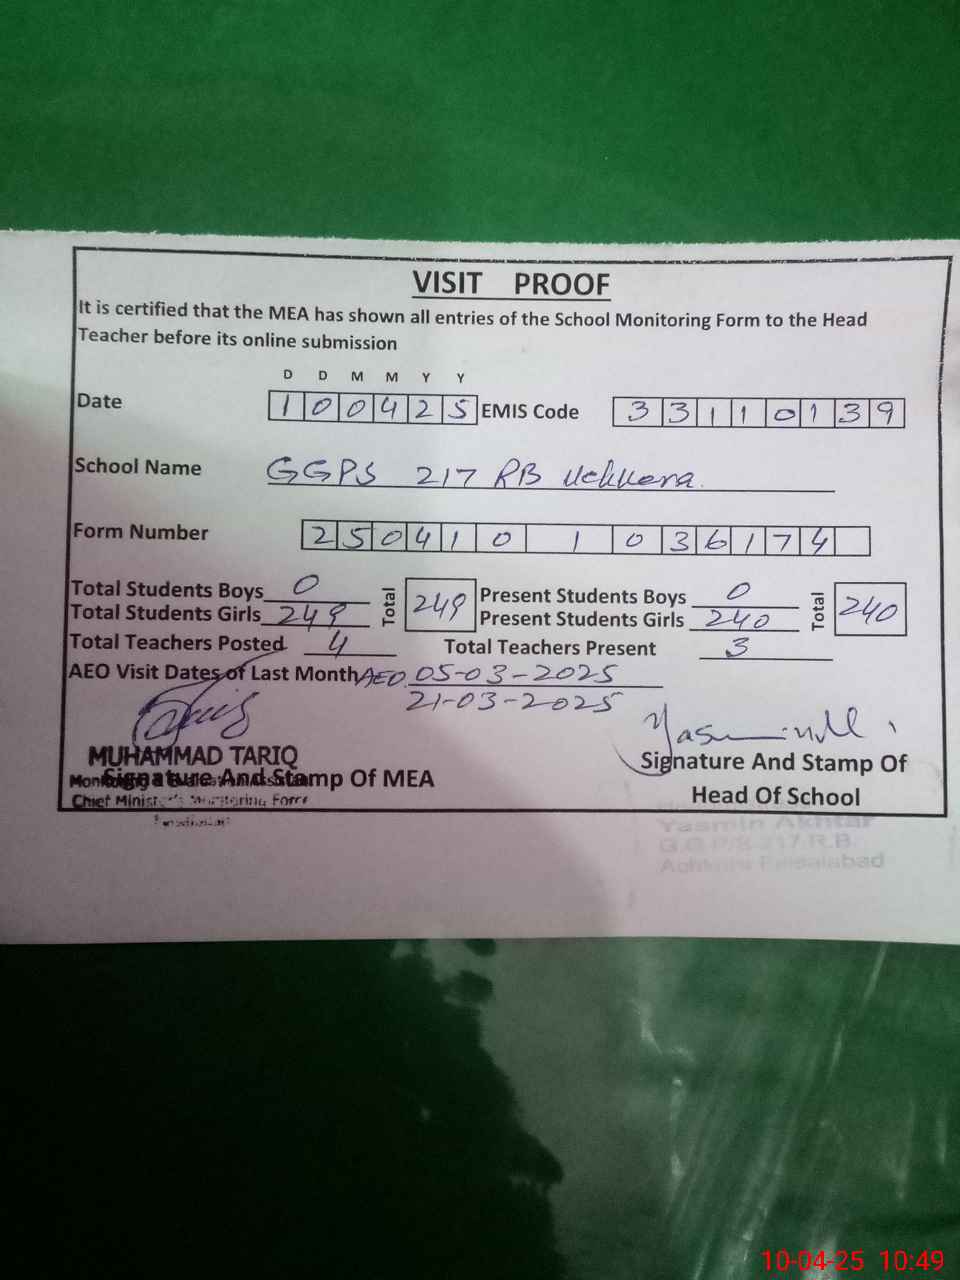 VISIT PROOF
It is certified that the MEA has shown all entries of the School Monitoring Form to the Head
Teacher before its online submission
D D M M Y Y
Date 1 0 0 4 2 5 EMIS Code 3 3 1 1 0 1 3 9
School Name GGPS 217 RB
Form Number 2 5 0 4 1 0 1 0 3 6 1 7 4
Total Students Boys 0 Total 249 Present Students Boys 0 Total 240
Total Students Girls 249 Present Students Girls 240
Total Teachers Posted 4 Total Teachers Present 3
AEO Visit Dates of Last Month AEO 05-03-2025
21-03-2025
MUHAMMAD TARIQ
Signature And Stamp Of MEA
Chief Minister's Monitoring Force
Signature And Stamp Of
Head Of School
Yasmin Akhtar
217 R.B
Faisalabad
10-04-25 10:49